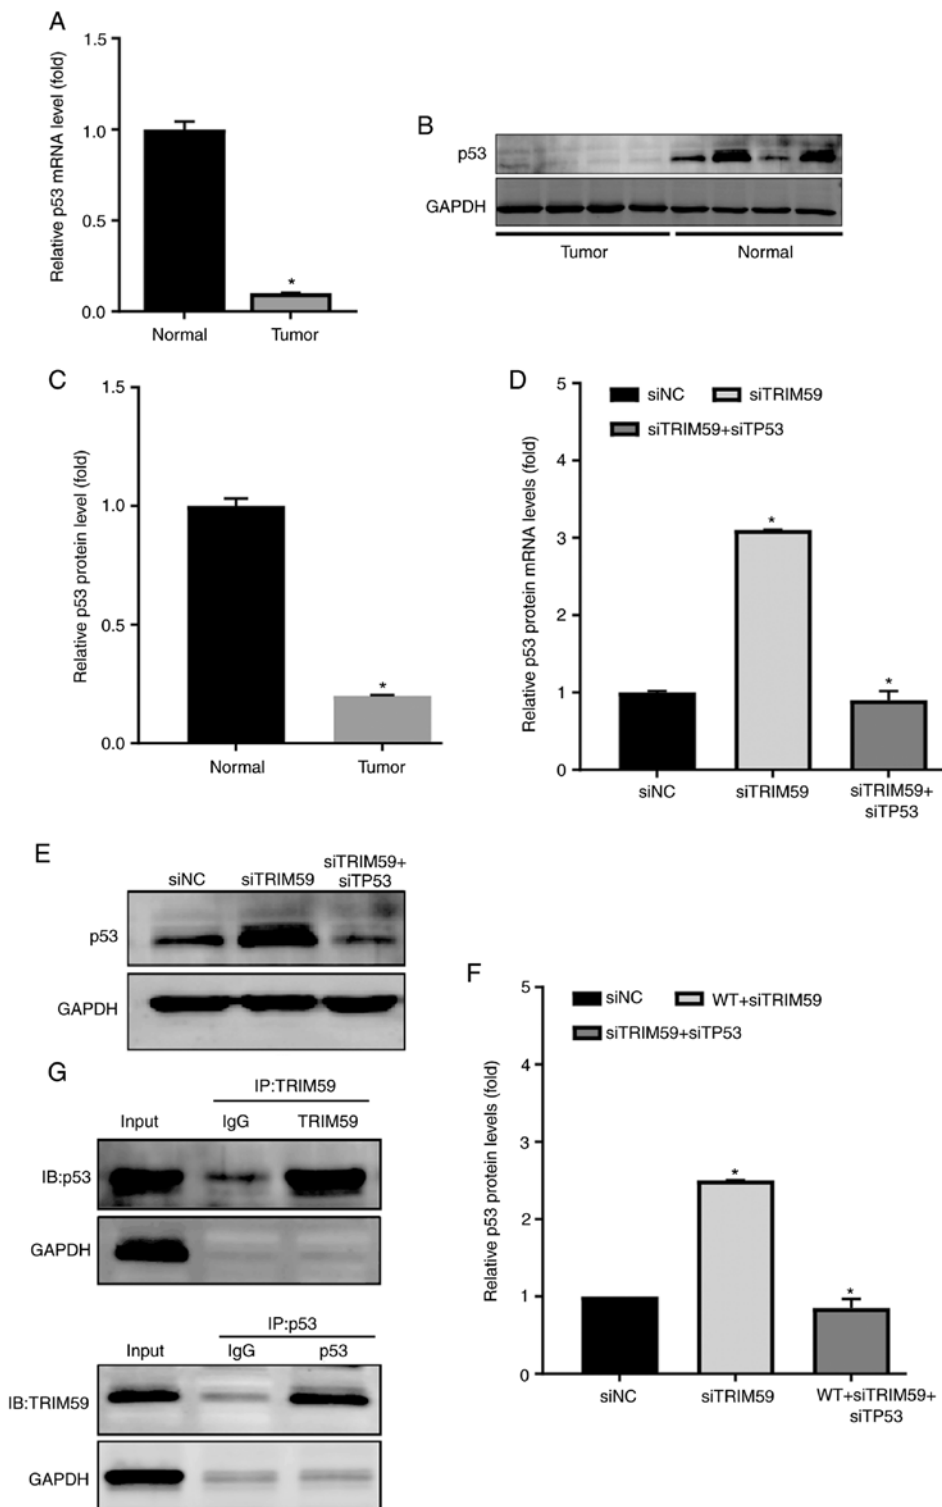 A
Relative p53 mRNA level (fold)
1.5
1.0
0.5
0.0
*
Normal
Tumor
B
p53
GAPDH
Tumor
Normal
C
Relative p53 protein level (fold)
1.5
1.0
0.5
0.0
*
Normal
Tumor
D
Relative p53 protein mRNA levels (fold)
5
4
3
2
1
0
siNC
siTRIM59
siTRIM59+siTP53
*
*
siNC
siTRIM59
siTRIM59+
siTP53
E
siNC
siTRIM59
siTRIM59+
siTP53
p53
GAPDH
F
Relative p53 protein levels (fold)
5
4
3
2
1
0
siNC
WT+siTRIM59
siTRIM59+siTP53
*
*
siNC
siTRIM59
WT+siTRIM59+
siTP53
G
IP:TRIM59
Input
IgG
TRIM59
IB:p53
GAPDH
IP:p53
Input
IgG
p53
IB:TRIM59
GAPDH